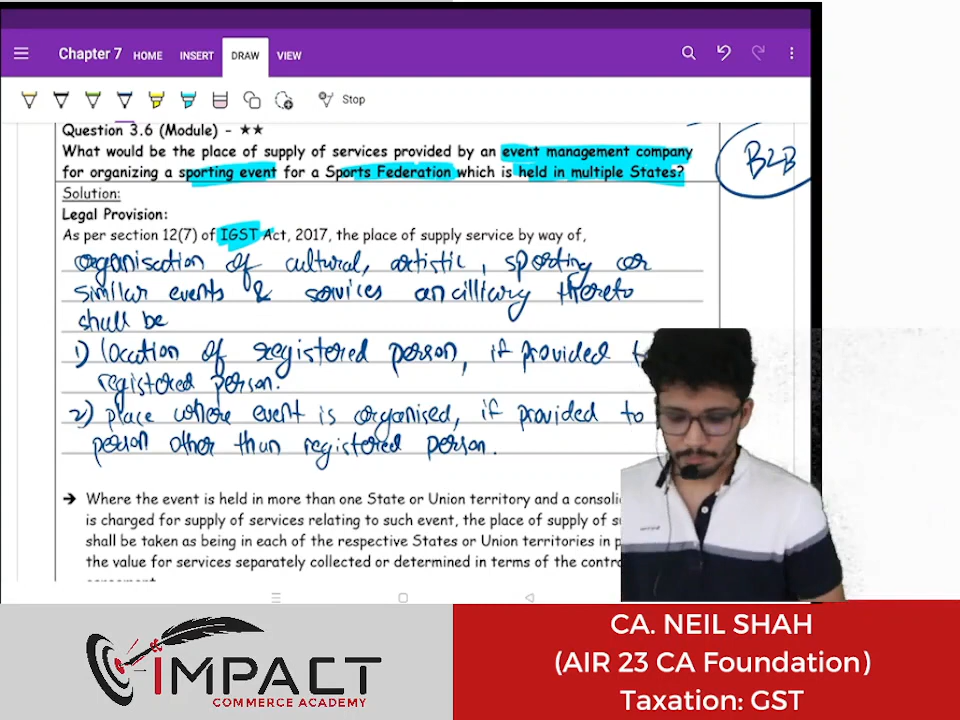 Chapter 7 HOME INSERT DRAW VIEW
Stop
Question 3.6 (Module) - ★★
What would be the place of supply of services provided by an event management company
for organizing a sporting event for a Sports Federation which is held in multiple States?
B2B
Solution:
Legal Provision:
As per section 12(7) of IGST Act, 2017, the place of supply service by way of,
organisation of cultural, artistic, sporting or
similar events & services ancillary thereto
shall be
1) location of registered person, if provided
registered person.
2) place where event is organised, if provided to
person other than registered person.
➔ Where the event is held in more than one State or Union territory and a
is charged for supply of services relating to such event, the place of supply of
shall be taken as being in each of the respective States or Union territories in
the value for services separately collected or determined in terms of the
IMPACT
COMMERCE ACADEMY
CA. NEIL SHAH
(AIR 23 CA Foundation)
Taxation: GST